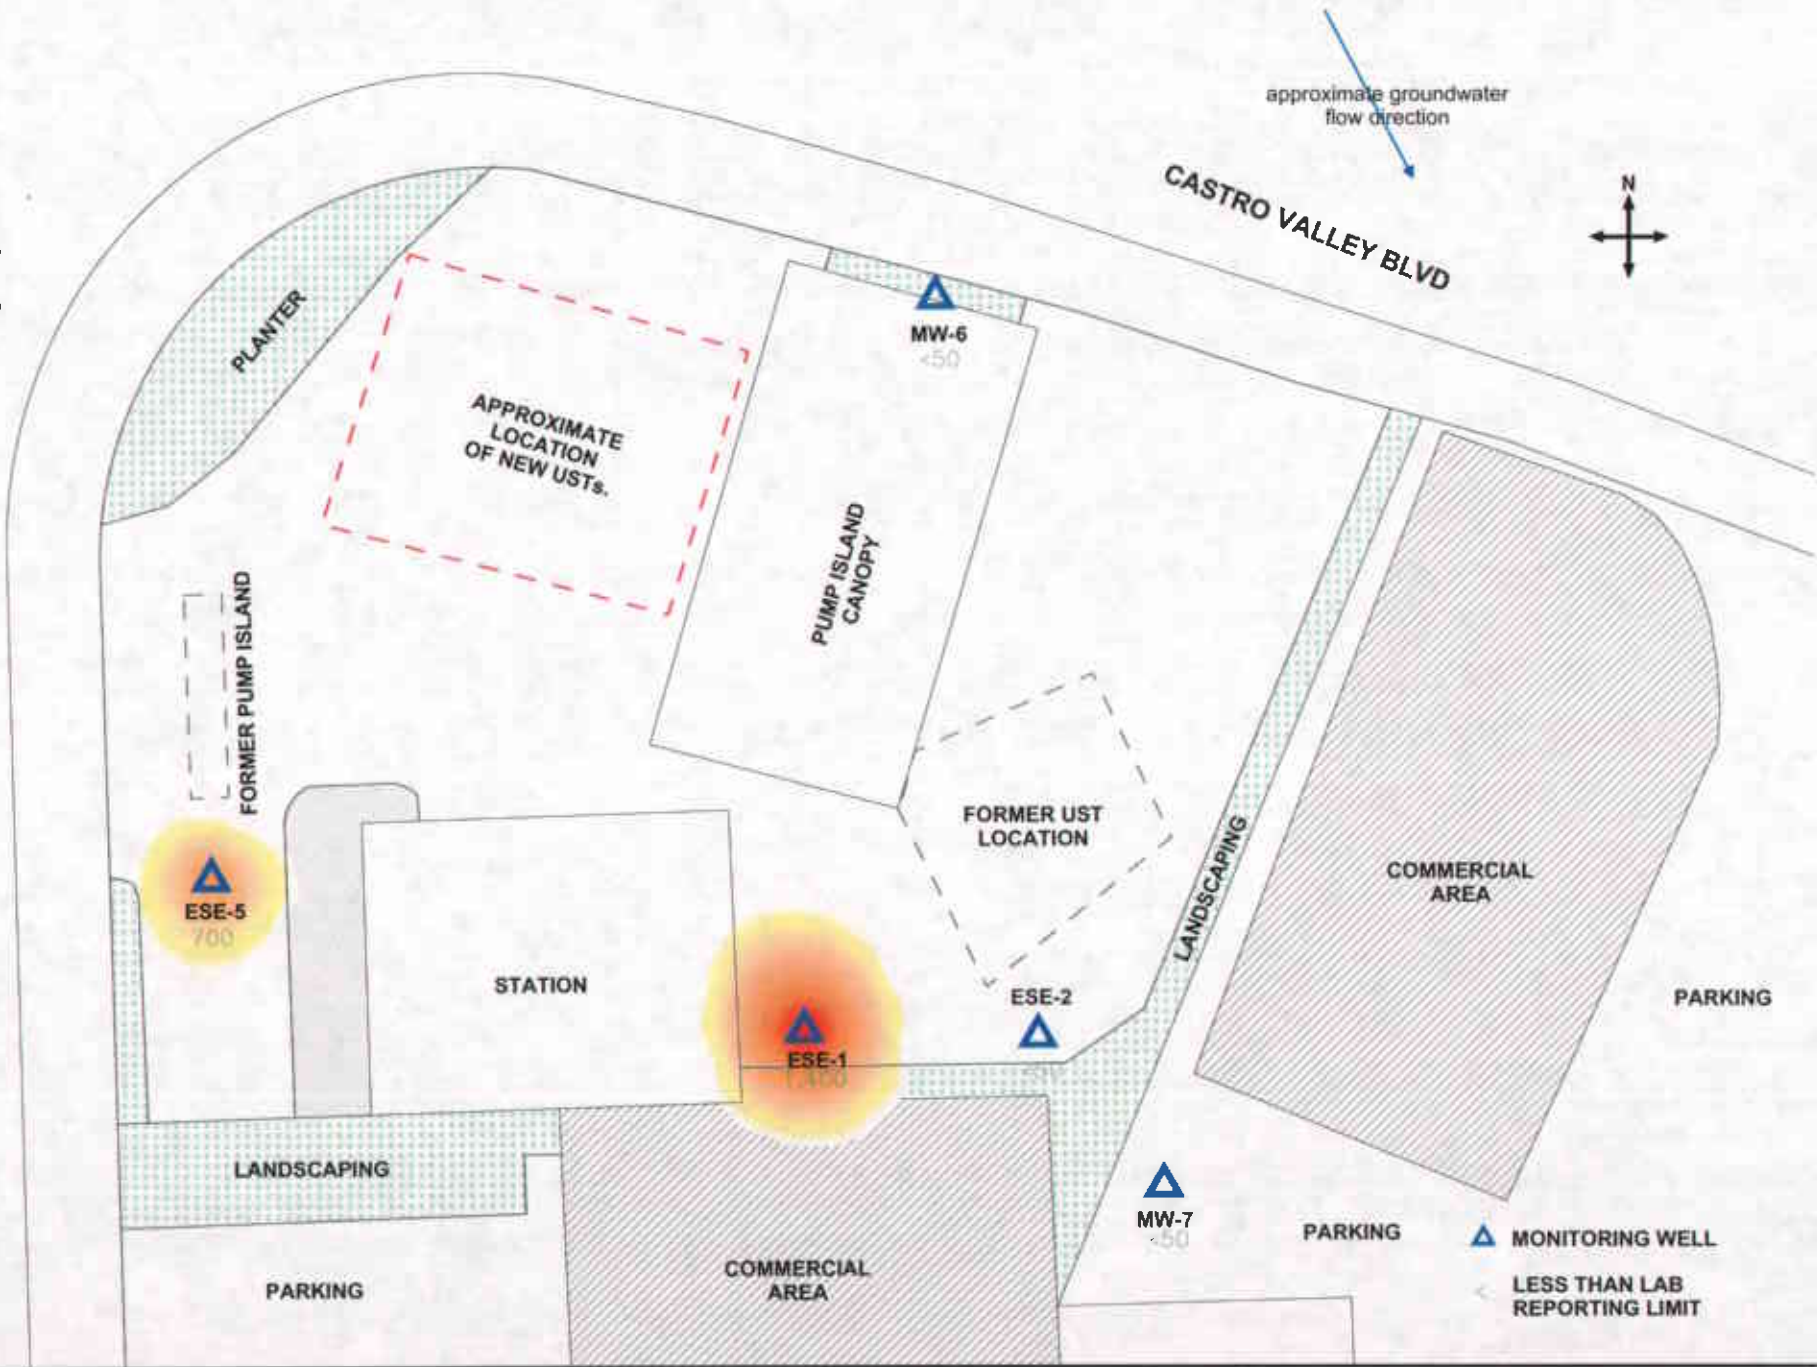 approximate groundwater
flow direction
CASTRO VALLEY BLVD
N
PLANTER
MW-6
<50
APPROXIMATE
LOCATION
OF NEW USTs.
PUMP ISLAND
CANOPY
FORMER PUMP ISLAND
FORMER UST
LOCATION
LANDSCAPING
COMMERCIAL
AREA
ESE-5
700
STATION
ESE-2
PARKING
ESE-1
LANDSCAPING
MW-7
<50
PARKING
MONITORING WELL
PARKING
COMMERCIAL
AREA
< LESS THAN LAB
REPORTING LIMIT